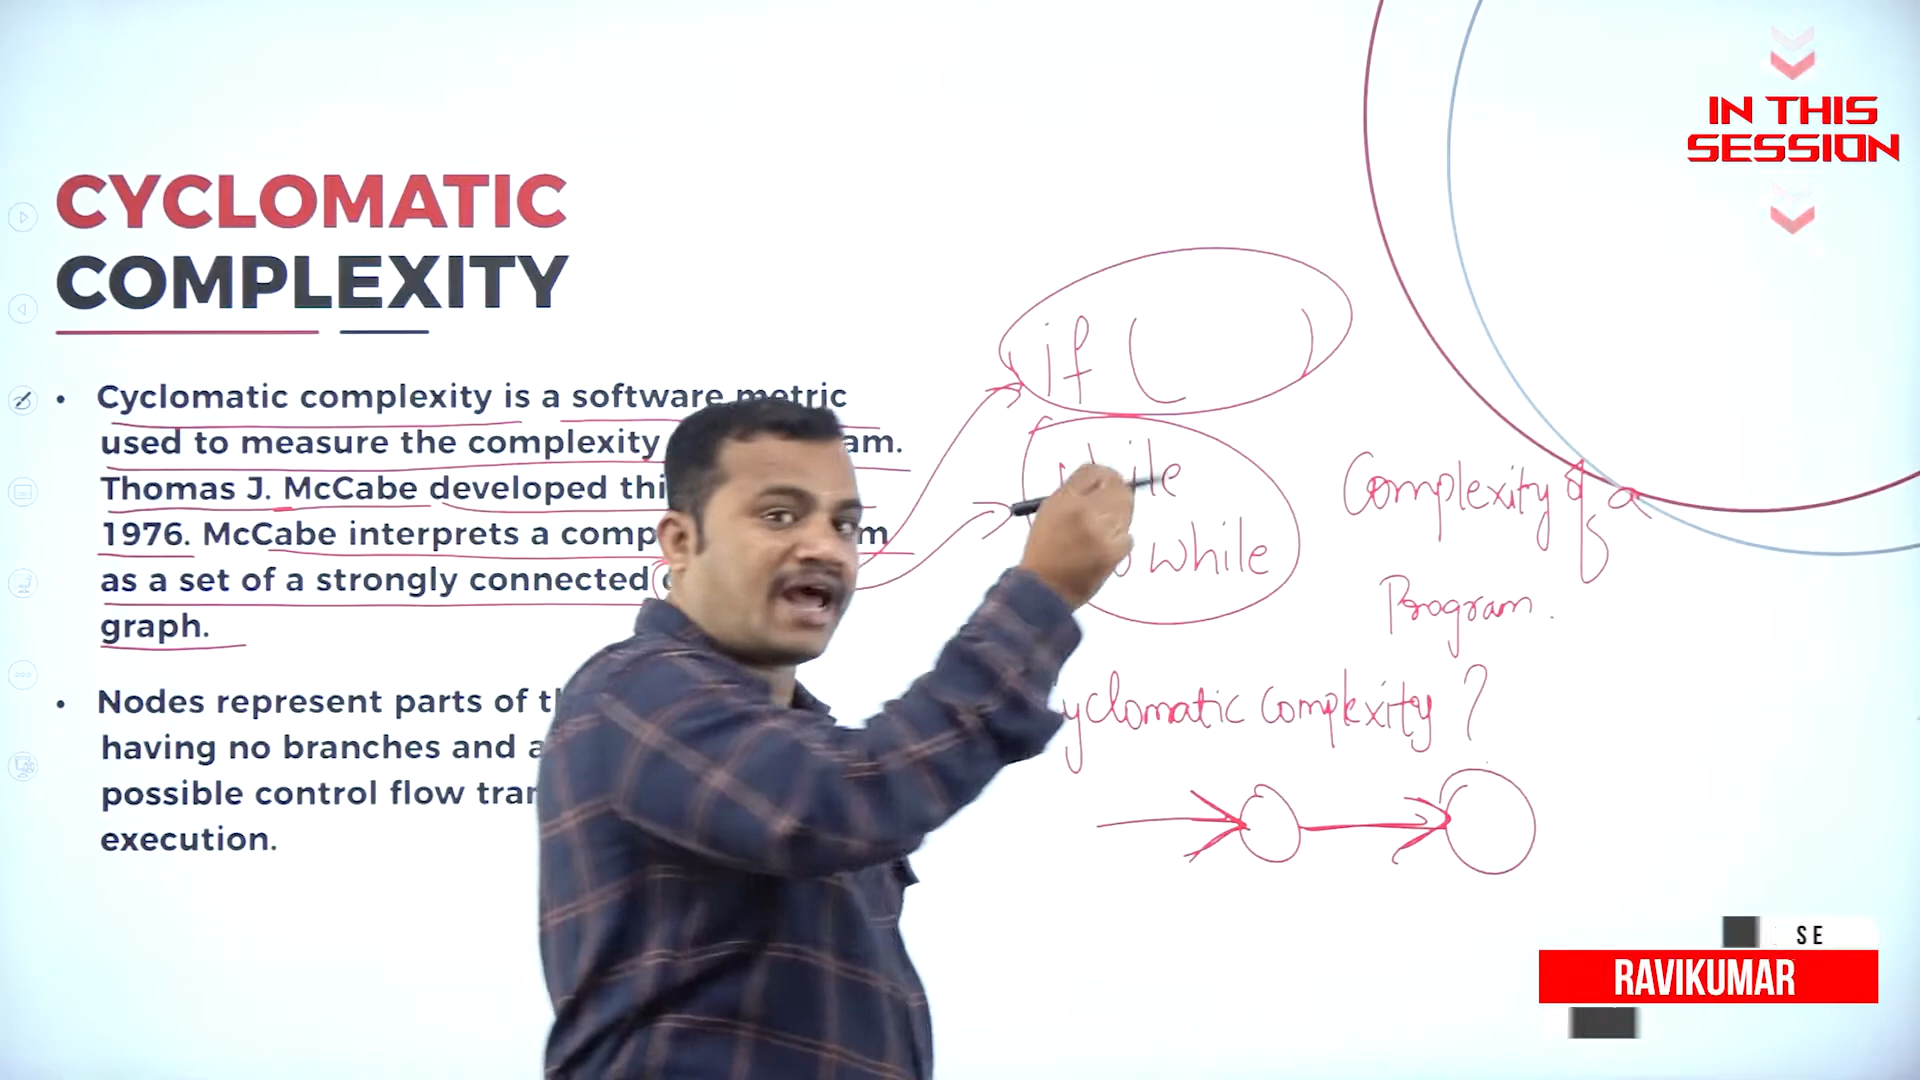 IN THIS
SESSION
CYCLOMATIC
COMPLEXITY
• Cyclomatic complexity is a software metric
used to measure the complexity am.
Thomas J. McCabe developed thi
1976. McCabe interprets a comp m
as a set of a strongly connected
graph.
• Nodes represent parts of t
having no branches and a
possible control flow tran
execution.
if ( )
while
while
Complexity of a
Program.
yclomatic complexity ?
SE
RAVIKUMAR